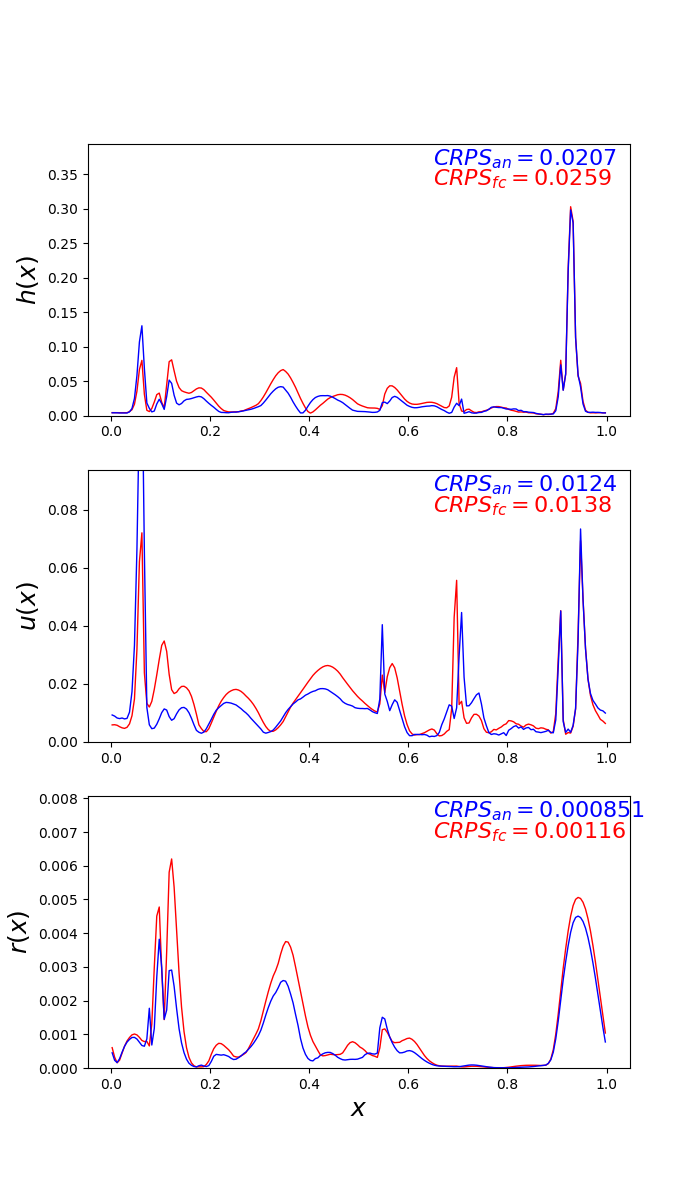 CRPS_an = 0.0207
CRPS_fc = 0.0259
h(x)
0.35
0.30
0.25
0.20
0.15
0.10
0.05
0.00
0.0 0.2 0.4 0.6 0.8 1.0
CRPS_an = 0.0124
CRPS_fc = 0.0138
u(x)
0.08
0.06
0.04
0.02
0.00
0.0 0.2 0.4 0.6 0.8 1.0
CRPS_an = 0.000851
CRPS_fc = 0.00116
r(x)
0.008
0.007
0.006
0.005
0.004
0.003
0.002
0.001
0.000
0.0 0.2 0.4 0.6 0.8 1.0
x